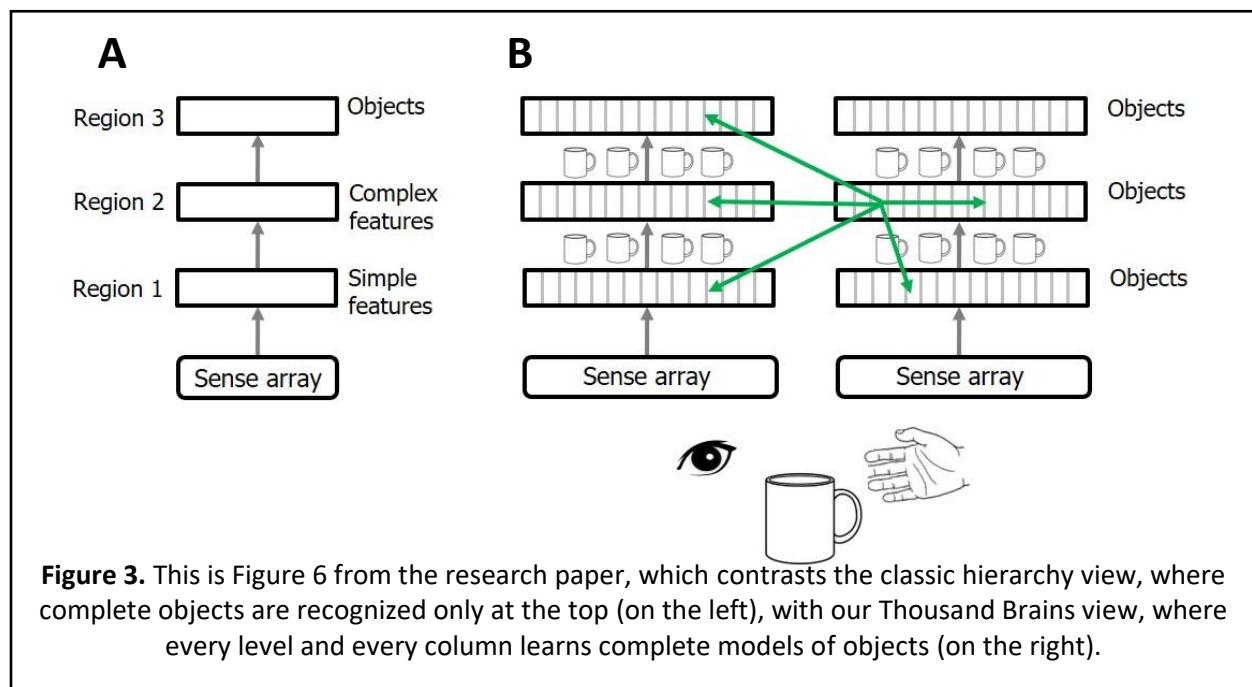 A
B
Region 3
Objects
Objects
Region 2
Complex
features
Objects
Region 1
Simple
features
Objects
Sense array
Sense array
Sense array
Figure 3. This is Figure 6 from the research paper, which contrasts the classic hierarchy view, where
complete objects are recognized only at the top (on the left), with our Thousand Brains view, where
every level and every column learns complete models of objects (on the right).